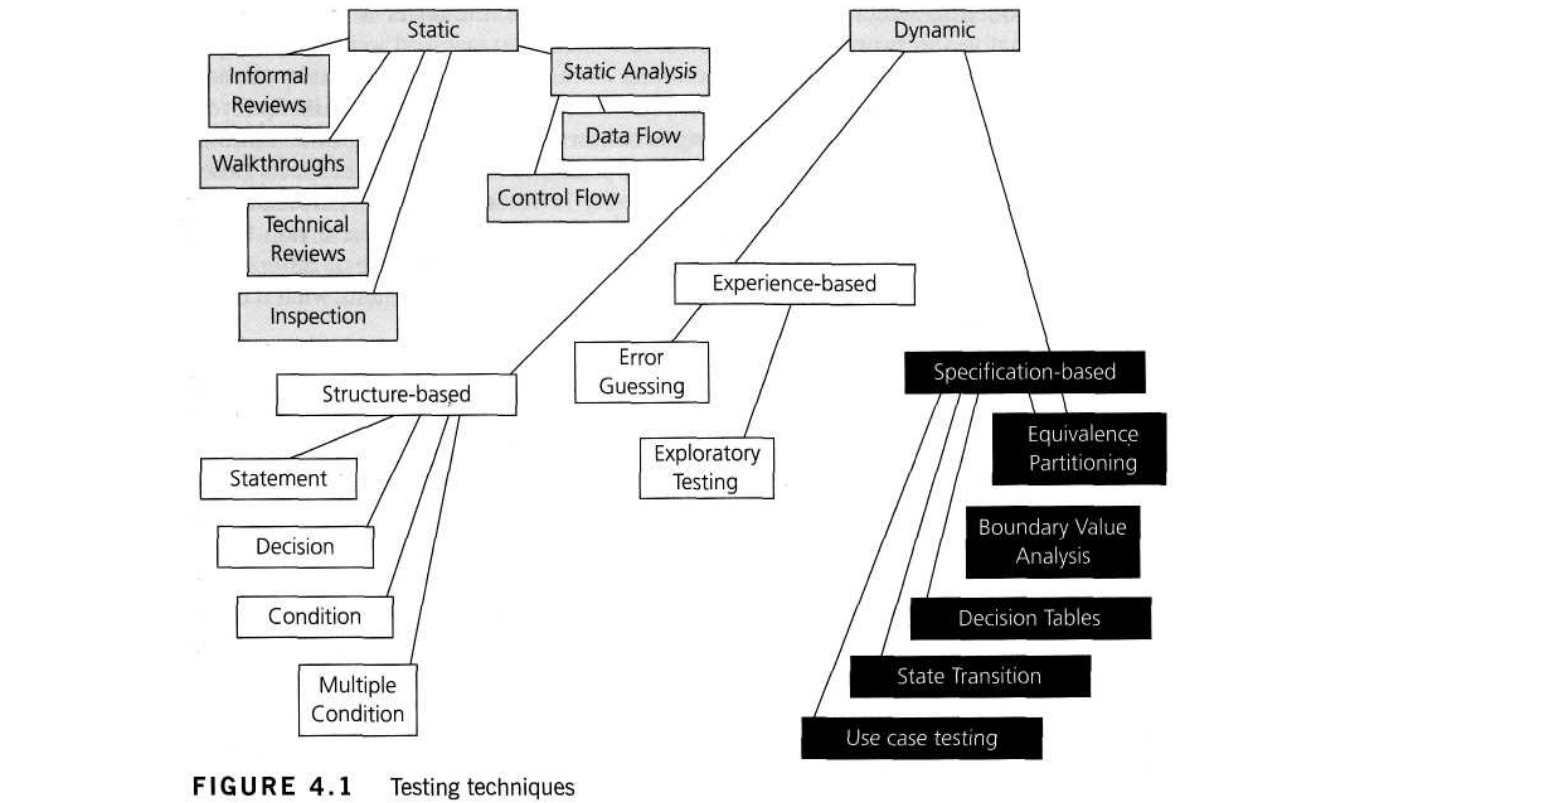 Static
Dynamic
Informal
Reviews
Static Analysis
Data Flow
Walkthroughs
Control Flow
Technical
Reviews
Inspection
Experience-based
Error
Guessing
Exploratory
Testing
Structure-based
Statement
Decision
Condition
Multiple
Condition
Specification-based
Equivalence
Partitioning
Boundary Value
Analysis
Decision Tables
State Transition
Use case testing
FIGURE 4.1 Testing techniques